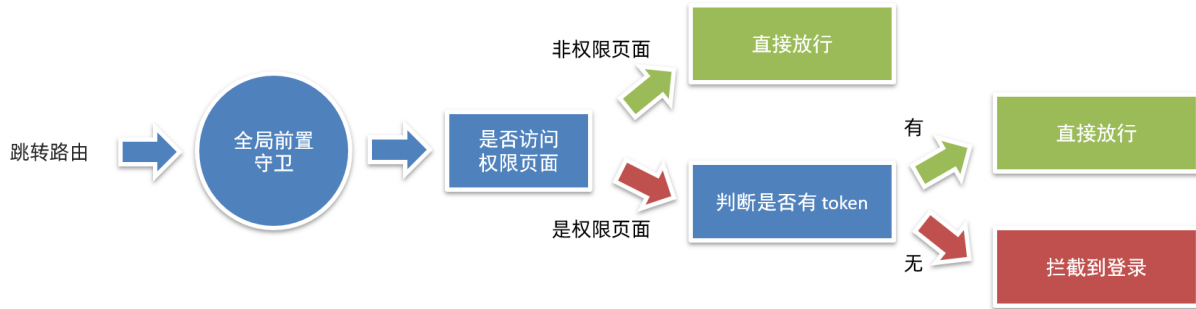 跳转路由
全局前置
守卫
是否访问
权限页面
非权限页面
直接放行
是权限页面
判断是否有 token
有
直接放行
无
拦截到登录